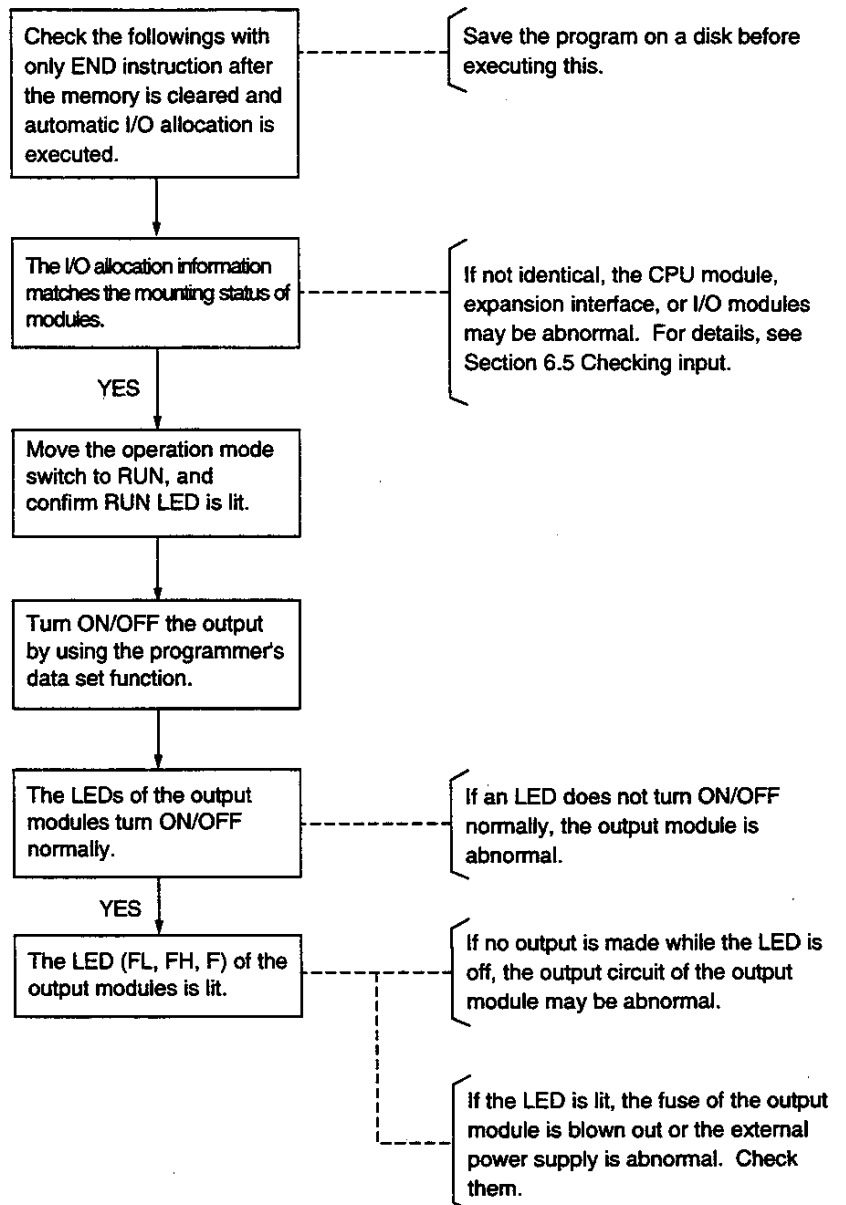 Check the followings with
only END instruction after
the memory is cleared and
automatic I/O allocation is
executed.
Save the program on a disk before
executing this.
The I/O allocation information
matches the mounting status of
modules.
If not identical, the CPU module,
expansion interface, or I/O modules
may be abnormal. For details, see
Section 6.5 Checking input.
YES
Move the operation mode
switch to RUN, and
confirm RUN LED is lit.
Turn ON/OFF the output
by using the programmer's
data set function.
The LEDs of the output
modules turn ON/OFF
normally.
If an LED does not turn ON/OFF
normally, the output module is
abnormal.
YES
The LED (FL, FH, F) of the
output modules is lit.
If no output is made while the LED is
off, the output circuit of the output
module may be abnormal.
If the LED is lit, the fuse of the output
module is blown out or the external
power supply is abnormal. Check
them.